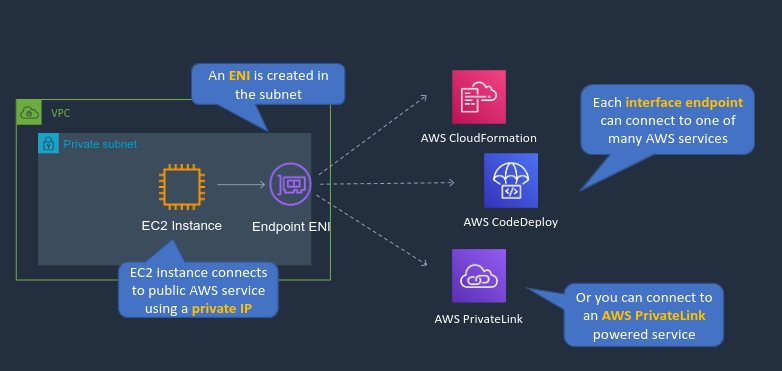 An ENI is created in
the subnet
VPC
Private subnet
EC2 Instance
Endpoint ENI
EC2 instance connects
to public AWS service
using a private IP
AWS CloudFormation
AWS CodeDeploy
AWS PrivateLink
Each interface endpoint
can connect to one of
many AWS services
Or you can connect to
an AWS PrivateLink
powered service